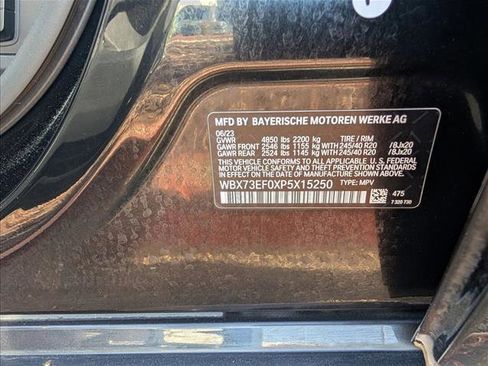 MFD BY BAYERISCHE MOTOREN WERKE AG
06/23
GVWR 4850 lbs 2200 kg TIRE / RIM
GAWR FRONT 2546 lbs 1155 kg WITH 245/40 R20 /8Jx20
GAWR REAR 2524 lbs 1145 kg WITH 245/40 R20 /8Jx20
THIS VEHICLE CONFORMS TO ALL APPLICABLE U. S. FEDERAL
MOTOR VEHICLE SAFETY STANDARDS AND THEFT PREVENTION STANDARDS
IN EFFECT ON THE DATE OF MANUFACTURE SHOWN ABOVE.
WBX73EF0XP5X15250 TYPE: MPV
475
7 320 730